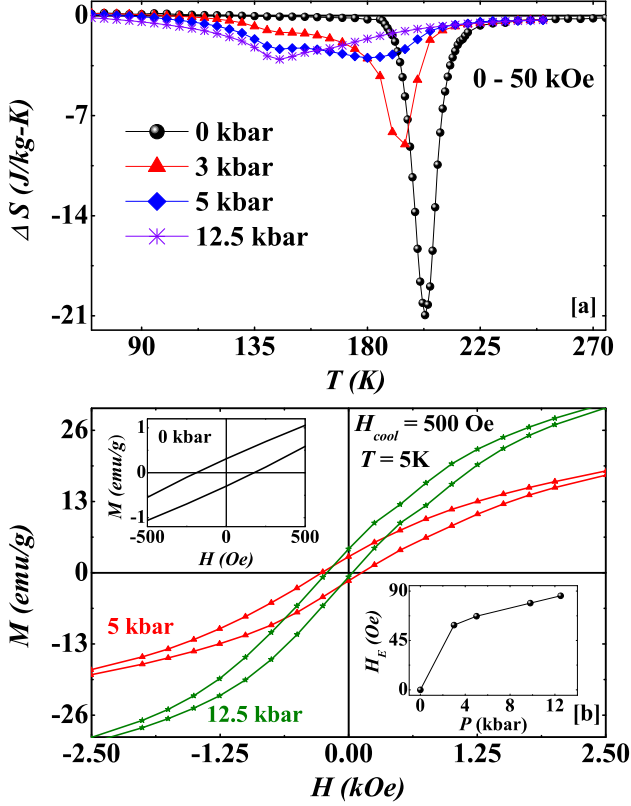 0
-7
-14
-21
ΔS (J/kg-K)
0 - 50 kOe
0 kbar
3 kbar
5 kbar
12.5 kbar
[a]
90 135 180 225 270
T (K)
26
13
0
-13
-26
M (emu/g)
H_cool = 500 Oe
T = 5K
1
0
-1
M (emu/g)
0 kbar
-500 0 500
H (Oe)
5 kbar
12.5 kbar
90
45
0
H_E (Oe)
0 4 8 12
P (kbar)
[b]
-2.50 -1.25 0.00 1.25 2.50
H (kOe)